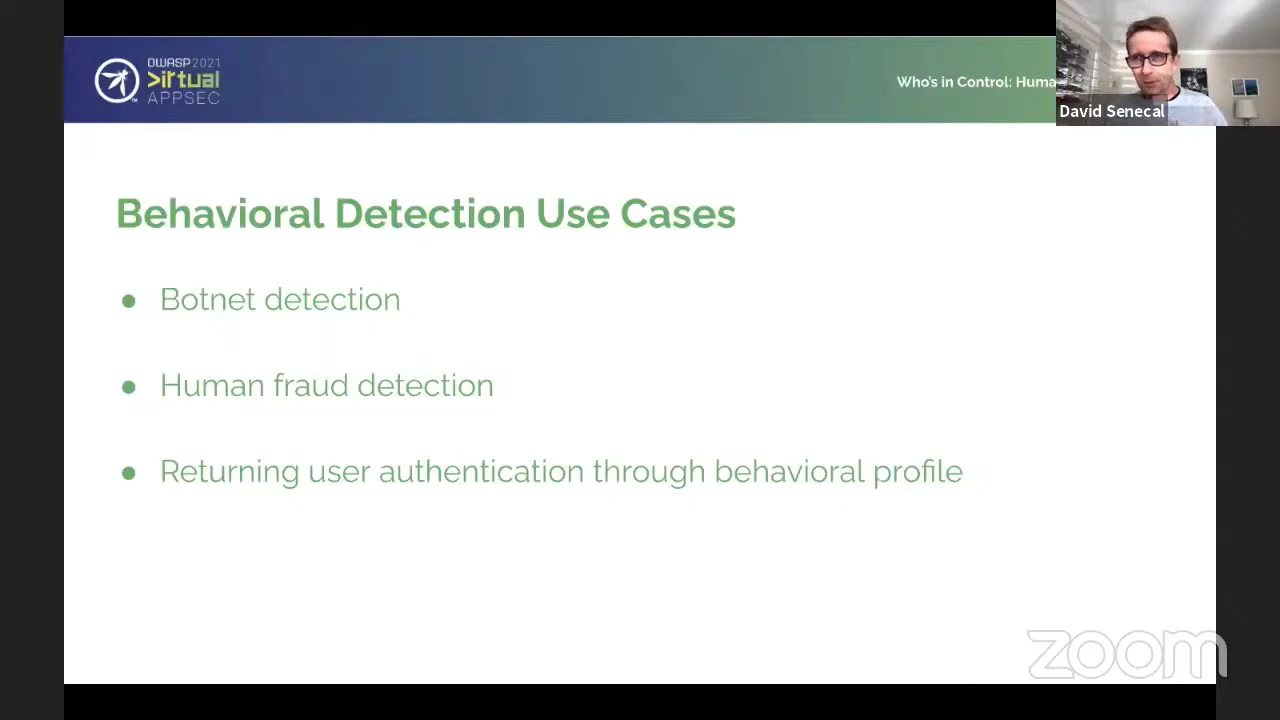 OWASP 2021
>irtual
APPSEC
Who's in Control: Huma
David Senecal
Behavioral Detection Use Cases
● Botnet detection
● Human fraud detection
● Returning user authentication through behavioral profile
zoom